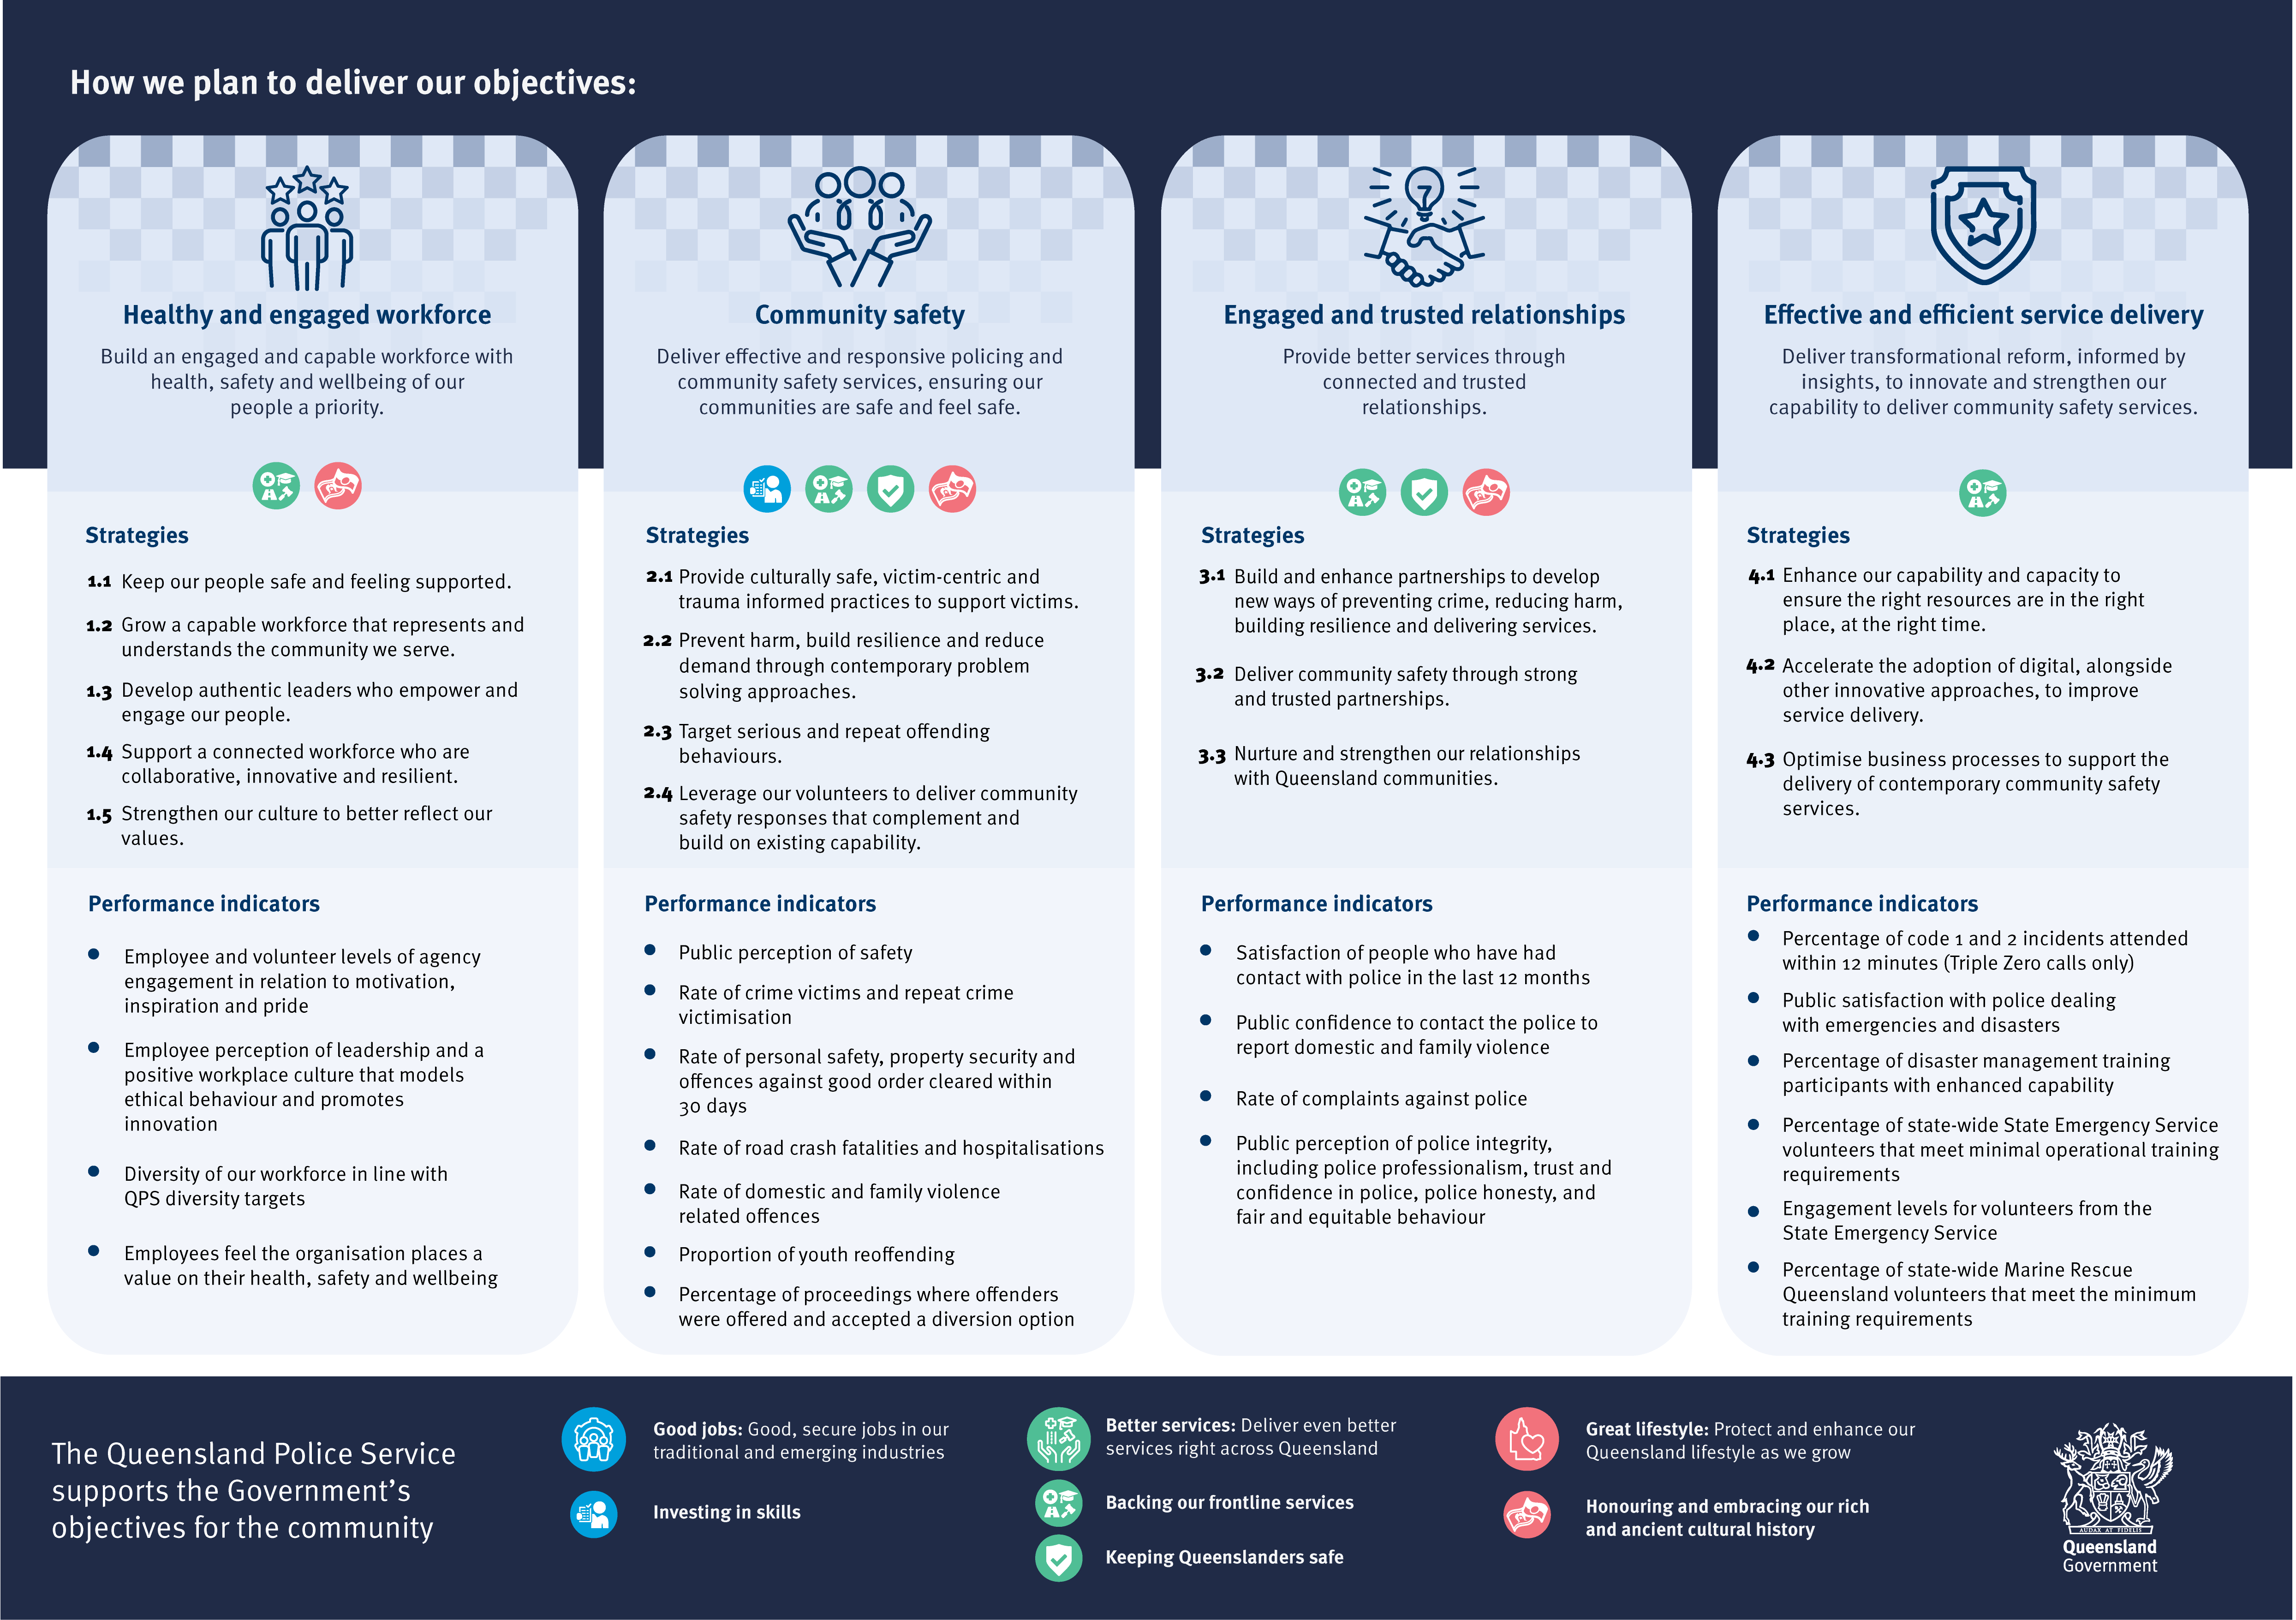 How we plan to deliver our objectives:
Healthy and engaged workforce
Build an engaged and capable workforce with
health, safety and wellbeing of our
people a priority.
Strategies
1.1 Keep our people safe and feeling supported.
1.2 Grow a capable workforce that represents and
understands the community we serve.
1.3 Develop authentic leaders who empower and
engage our people.
1.4 Support a connected workforce who are
collaborative, innovative and resilient.
1.5 Strengthen our culture to better reflect our
values.
Performance indicators
• Employee and volunteer levels of agency
engagement in relation to motivation,
inspiration and pride
• Employee perception of leadership and a
positive workplace culture that models
ethical behaviour and promotes
innovation
• Diversity of our workforce in line with
QPS diversity targets
• Employees feel the organisation places a
value on their health, safety and wellbeing
Community safety
Deliver effective and responsive policing and
community safety services, ensuring our
communities are safe and feel safe.
Strategies
2.1 Provide culturally safe, victim-centric and
trauma informed practices to support victims.
2.2 Prevent harm, build resilience and reduce
demand through contemporary problem
solving approaches.
2.3 Target serious and repeat offending
behaviours.
2.4 Leverage our volunteers to deliver community
safety responses that complement and
build on existing capability.
Performance indicators
• Public perception of safety
• Rate of crime victims and repeat crime
victimisation
• Rate of personal safety, property security and
offences against good order cleared within
30 days
• Rate of road crash fatalities and hospitalisations
• Rate of domestic and family violence
related offences
• Proportion of youth reoffending
• Percentage of proceedings where offenders
were offered and accepted a diversion option
Engaged and trusted relationships
Provide better services through
connected and trusted
relationships.
Strategies
3.1 Build and enhance partnerships to develop
new ways of preventing crime, reducing harm,
building resilience and delivering services.
3.2 Deliver community safety through strong
and trusted partnerships.
3.3 Nurture and strengthen our relationships
with Queensland communities.
Performance indicators
• Satisfaction of people who have had
contact with police in the last 12 months
• Public confidence to contact the police to
report domestic and family violence
• Rate of complaints against police
• Public perception of police integrity,
including police professionalism, trust and
confidence in police, police honesty, and
fair and equitable behaviour
Effective and efficient service delivery
Deliver transformational reform, informed by
insights, to innovate and strengthen our
capability to deliver community safety services.
Strategies
4.1 Enhance our capability and capacity to
ensure the right resources are in the right
place, at the right time.
4.2 Accelerate the adoption of digital, alongside
other innovative approaches, to improve
service delivery.
4.3 Optimise business processes to support the
delivery of contemporary community safety
services.
Performance indicators
• Percentage of code 1 and 2 incidents attended
within 12 minutes (Triple Zero calls only)
• Public satisfaction with police dealing
with emergencies and disasters
• Percentage of disaster management training
participants with enhanced capability
• Percentage of state-wide State Emergency Service
volunteers that meet minimal operational training
requirements
• Engagement levels for volunteers from the
State Emergency Service
• Percentage of state-wide Marine Rescue
Queensland volunteers that meet the minimum
training requirements
The Queensland Police Service
supports the Government's
objectives for the community
Good jobs: Good, secure jobs in our
traditional and emerging industries
Investing in skills
Better services: Deliver even better
services right across Queensland
Backing our frontline services
Keeping Queenslanders safe
Great lifestyle: Protect and enhance our
Queensland lifestyle as we grow
Honouring and embracing our rich
and ancient cultural history
AUDAX AT FIDELIS
Queensland
Government